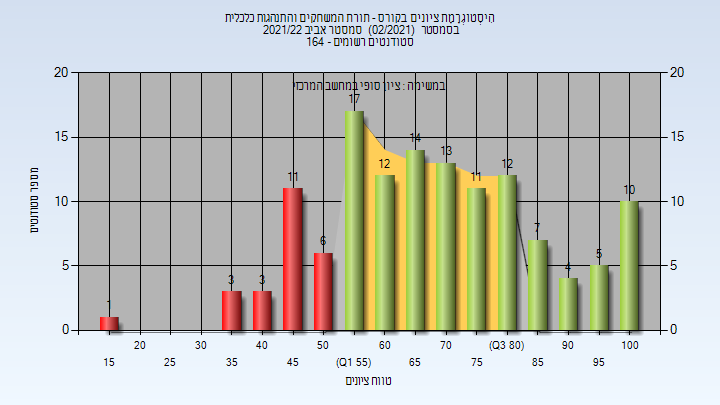 הִיסְטוֹגְרָמַת ציונים בקורס - תורת המשחקים והתנהגות כלכלית
בסמסטר (02/2021) סמסטר אביב 2021/22
סטודנטים רשומים - 164
במשימה : ציון סופי במחשב המרכזי
מספר סטודנטים
20 20
15 15
10 10
5 5
0 0
1 3 3 11 6 17 12 14 13 11 12 7 4 5 10
20 30 40 50 60 70 (Q3 80) 90 100
15 25 35 45 (Q1 55) 65 75 85 95
טווח ציונים